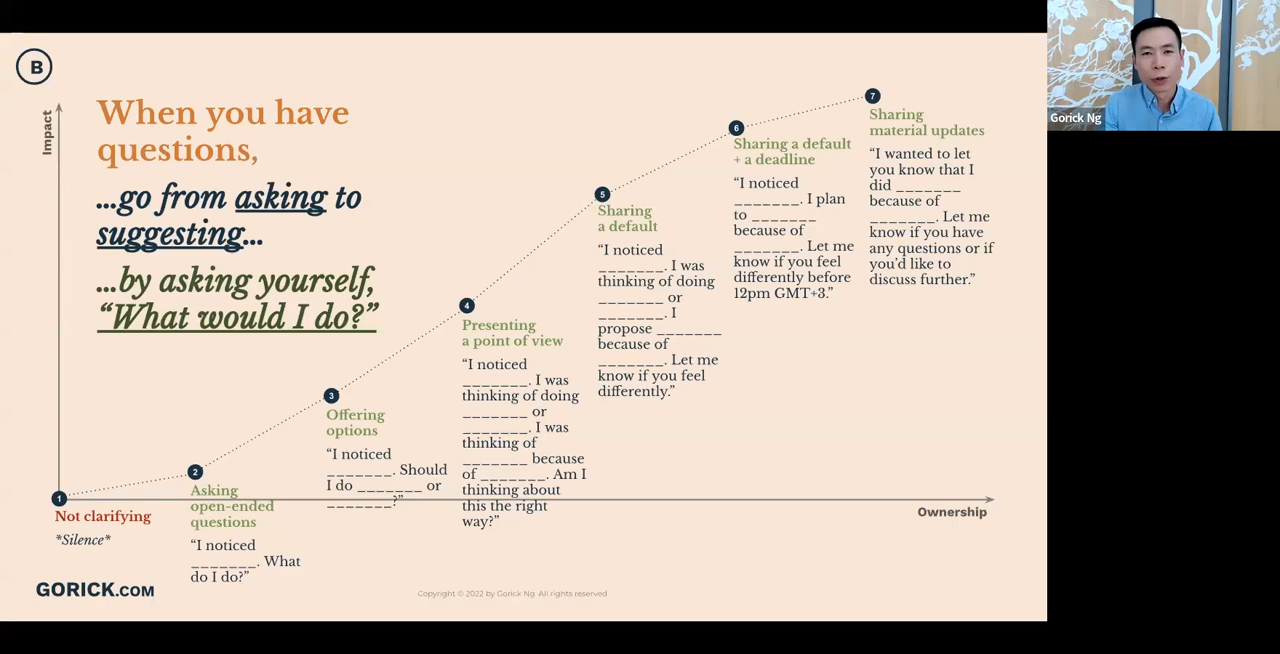 B
Impact
When you have
questions,
...go from asking to
suggesting...
...by asking yourself,
“What would I do?”
1
Not clarifying
*Silence*
2
Asking
open-ended
questions
“I noticed
_______. What
do I do?”
3
Offering
options
“I noticed
_______. Should
I do _______ or
_______?”
4
Presenting
a point of view
“I noticed
_______. I was
thinking of doing
_______ or
_______. I was
thinking of
_______ because
of _______. Am I
thinking about
this the right
way?”
5
Sharing
a default
“I noticed
_______. I was
thinking of doing
_______ or
_______. I
propose _______
because of
_______. Let me
know if you feel
differently.”
6
Sharing a default
+ a deadline
“I noticed
_______. I plan
to _______
because of
_______. Let me
know if you feel
differently before
12pm GMT+3.”
7
Sharing
material updates
“I wanted to let
you know that I
did _______
because of
_______. Let me
know if you have
any questions or if
you’d like to
discuss further.”
Ownership
GORICK.COM
Copyright © 2022 by Gorick Ng. All rights reserved
Gorick Ng